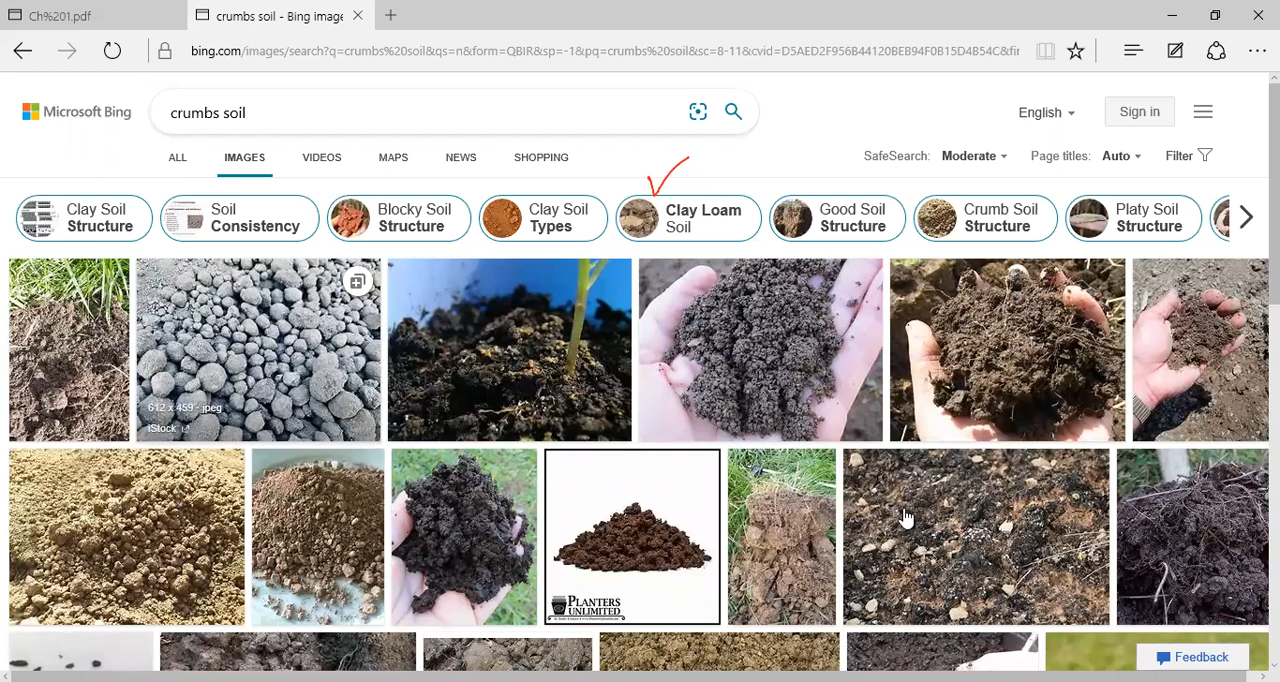 Ch%201.pdf
crumbs soil - Bing image
bing.com/images/search?q=crumbs%20soil&qs=n&form=QBIR&sp=-1&pq=crumbs%20soil&sc=8-11&cvid=D5AED2F956B44120BEB94F0B15D4B54C&fir
Microsoft Bing
crumbs soil
English
Sign in
ALL
IMAGES
VIDEOS
MAPS
NEWS
SHOPPING
SafeSearch: Moderate
Page titles: Auto
Filter
Clay Soil
Structure
Soil
Consistency
Blocky Soil
Structure
Clay Soil
Types
Clay Loam
Soil
Good Soil
Structure
Crumb Soil
Structure
Platy Soil
Structure
612 x 459 - jpeg
iStock
PLANTERS
UNLIMITED
Feedback